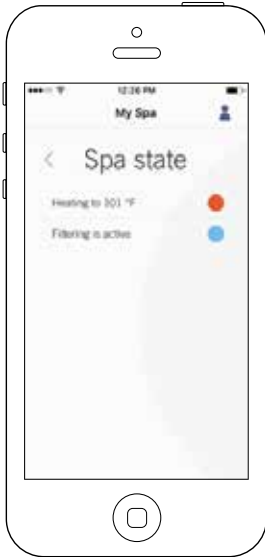 12:26 PM
My Spa
Spa state
Heating to 101 °F
Filtering is active